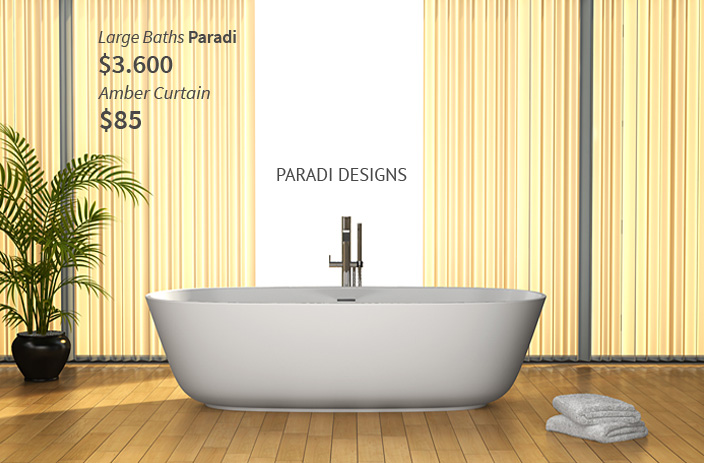 Large Baths Paradi
$3.600
Amber Curtain
$85
PARADI DESIGNS